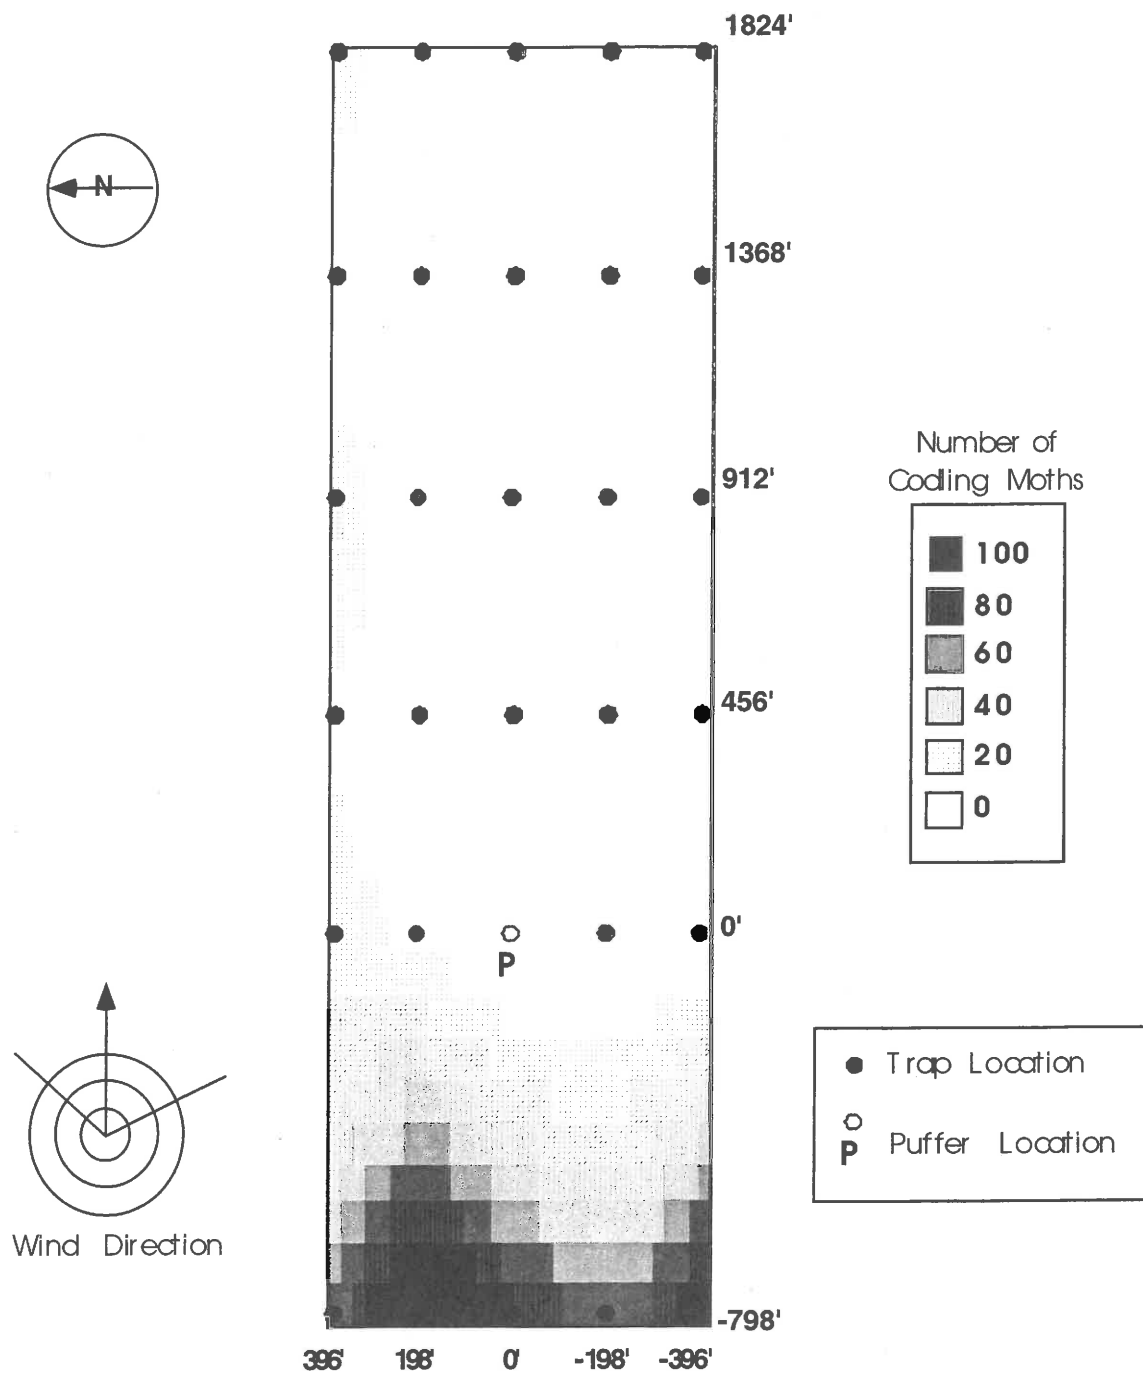 1824'
N
1368'
912'
Number of
Codling Moths
100
80
60
40
20
0
456'
0'
P
Trap Location
P Puffer Location
Wind Direction
-798'
396' 198' 0' -198' -396'